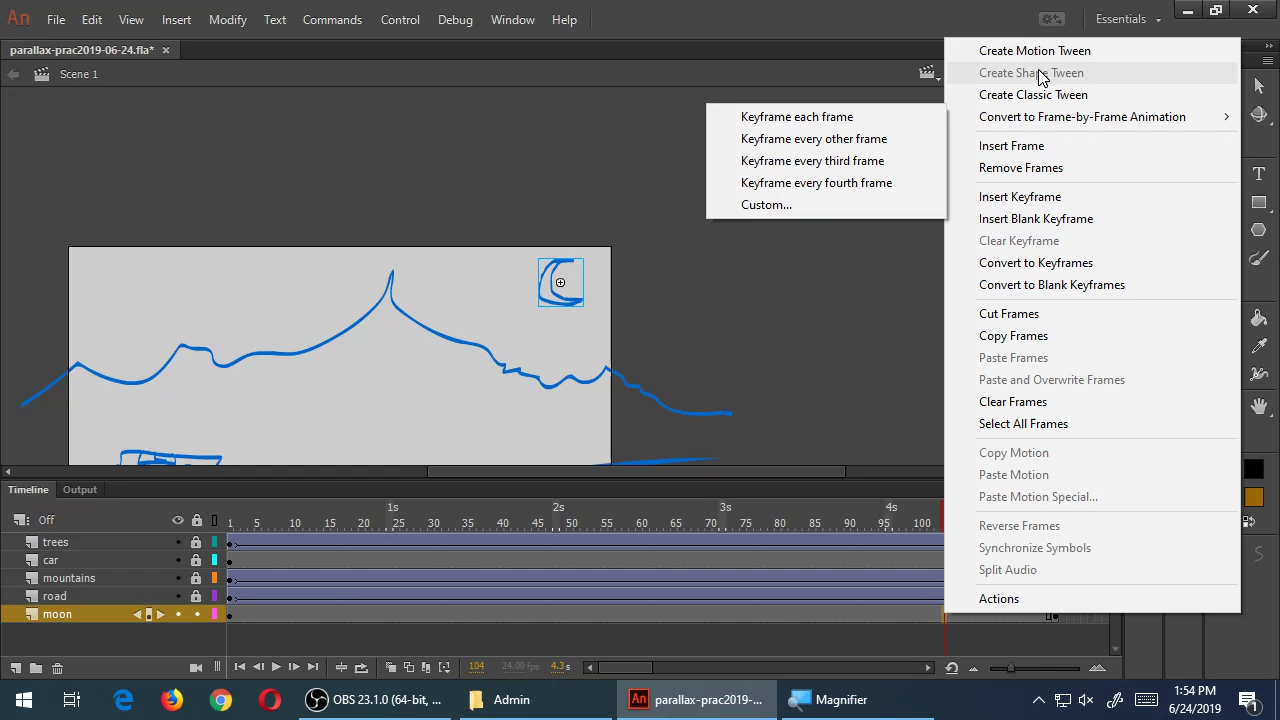 An File Edit View Insert Modify Text Commands Control Debug Window Help Essentials
parallax-prac2019-06-24.fla* ×
Scene 1
Create Motion Tween
Create Shape Tween
Create Classic Tween
Convert to Frame-by-Frame Animation
Keyframe each frame
Keyframe every other frame
Keyframe every third frame
Keyframe every fourth frame
Custom...
Insert Frame
Remove Frames
Insert Keyframe
Insert Blank Keyframe
Clear Keyframe
Convert to Keyframes
Convert to Blank Keyframes
Cut Frames
Copy Frames
Paste Frames
Paste and Overwrite Frames
Clear Frames
Select All Frames
Copy Motion
Paste Motion
Paste Motion Special...
Reverse Frames
Synchronize Symbols
Split Audio
Actions
Timeline Output
1s 2s 3s 4s
Off 1 5 10 15 20 25 30 35 40 45 50 55 60 65 70 75 80 85 90 95 100
trees
car
mountains
road
moon
104 24.00 fps 4.3s
OBS 23.1.0 (64-bit, ... Admin An parallax-prac2019-... Magnifier
1:54 PM
6/24/2019
1